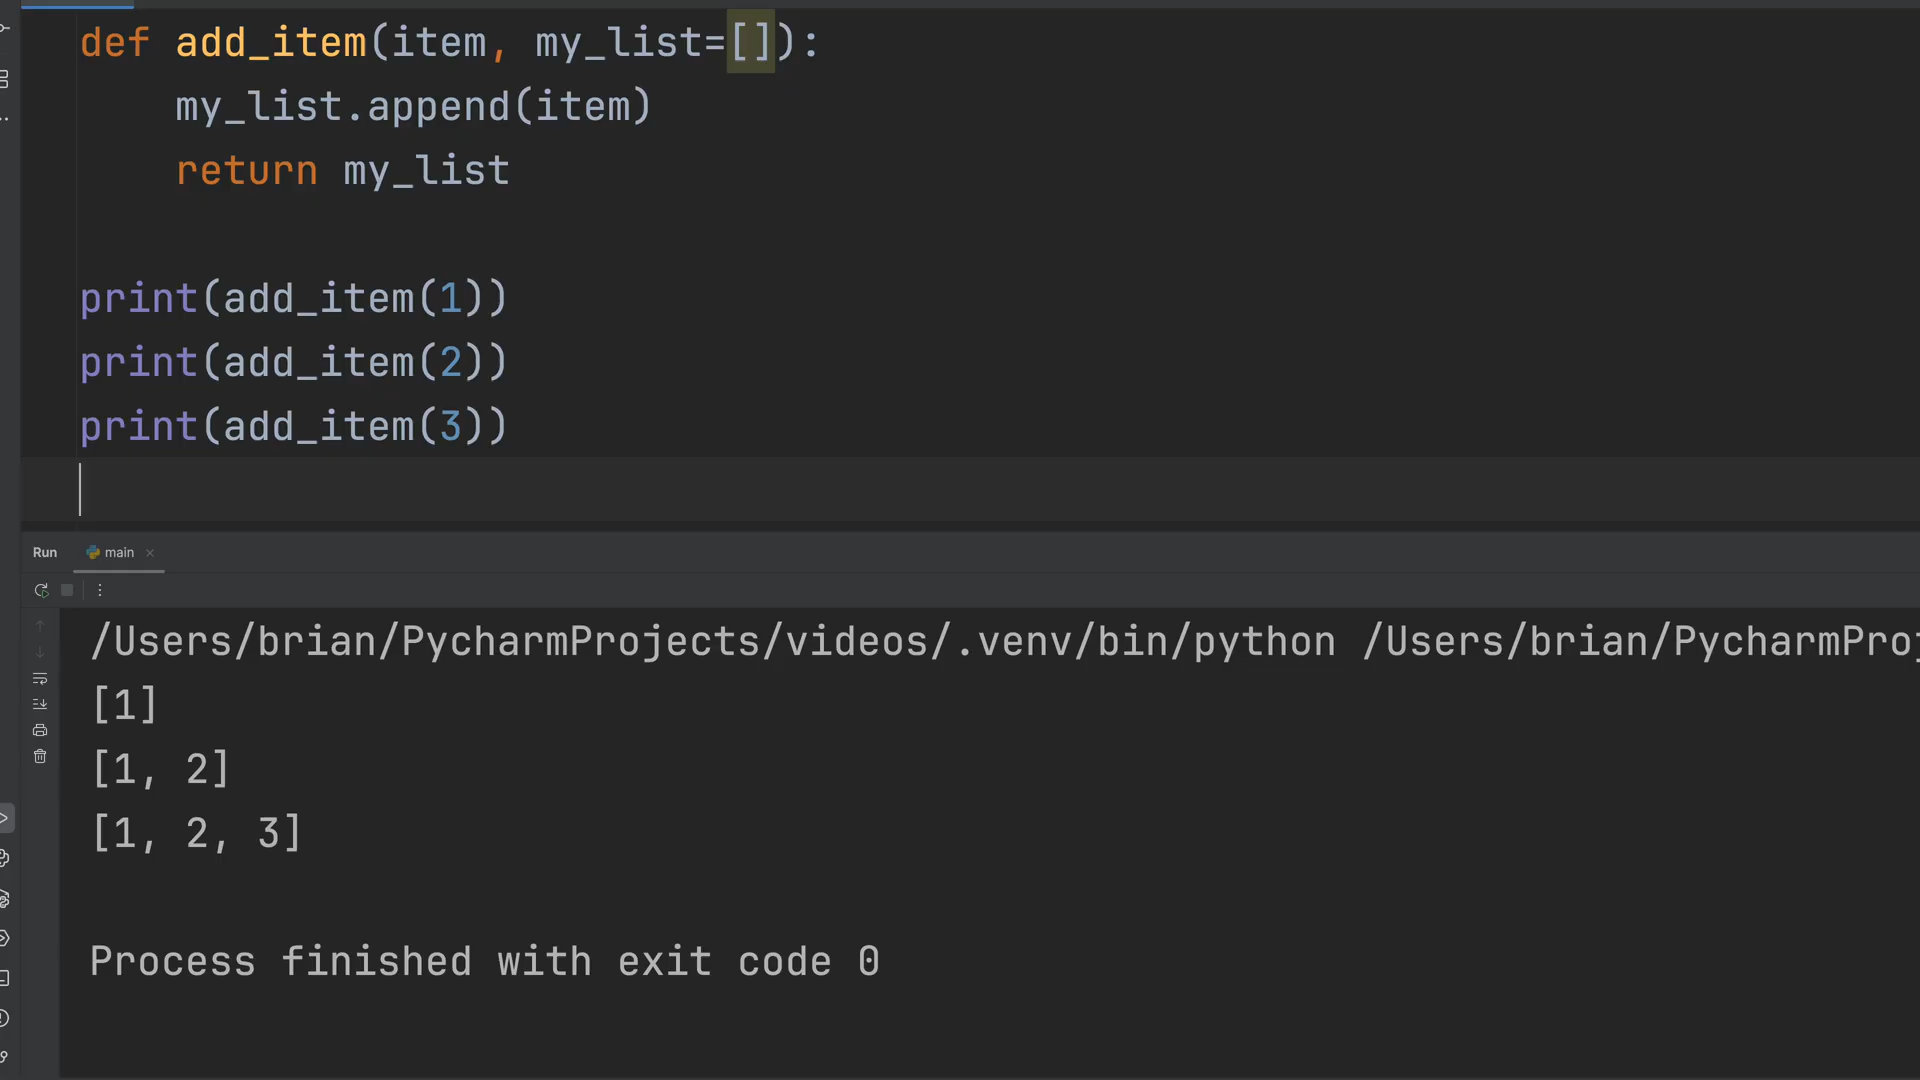 def add_item(item, my_list=[]):
    my_list.append(item)
    return my_list
print(add_item(1))
print(add_item(2))
print(add_item(3))
Run main
/Users/brian/PycharmProjects/videos/.venv/bin/python /Users/brian/PycharmProj
[1]
[1, 2]
[1, 2, 3]
Process finished with exit code 0